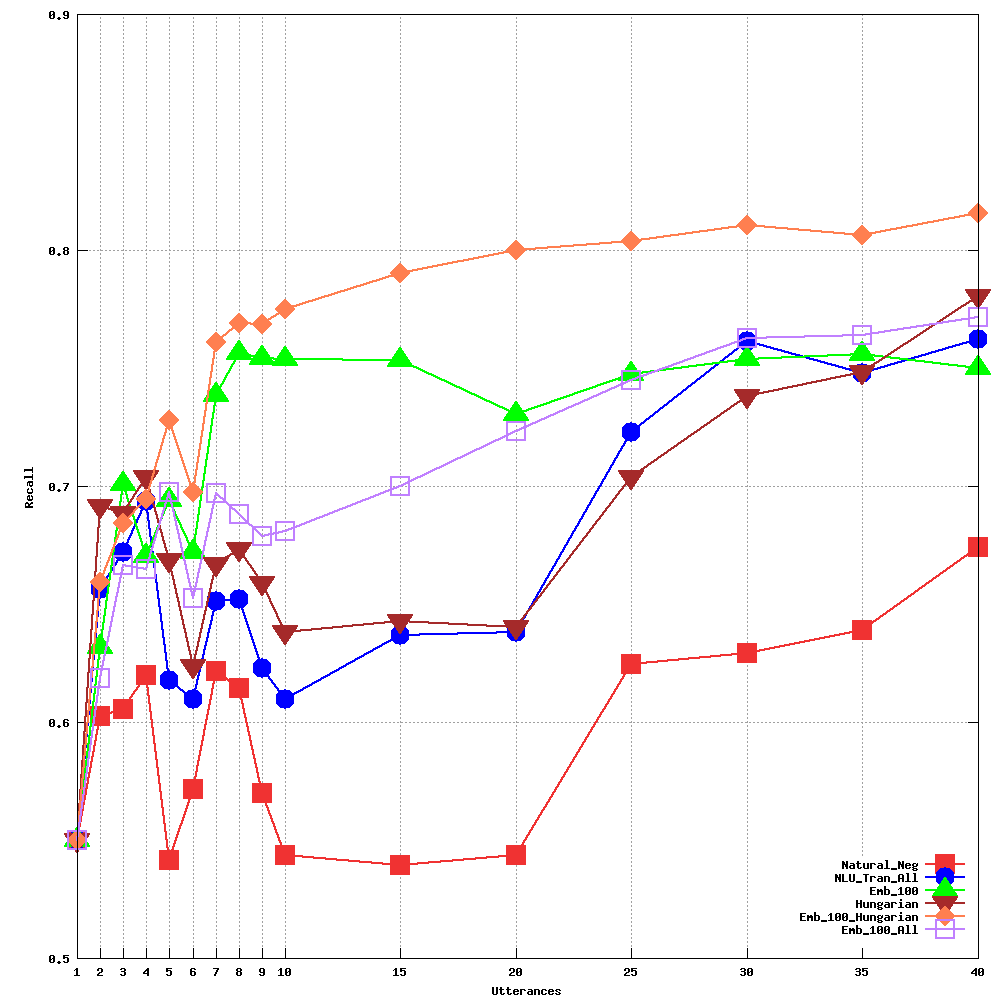 0.9
0.8
0.7
0.6
0.5
Recall
Natural_Neg
NLU_Tran_All
Emb_100
Hungarian
Emb_100_Hungarian
Emb_100_All
1 2 3 4 5 6 7 8 9 10 15 20 25 30 35 40
Utterances